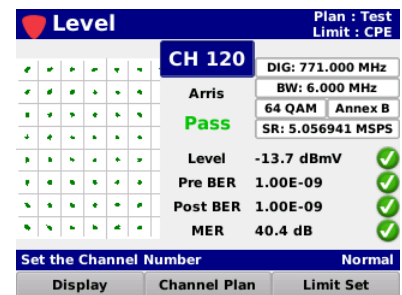 Level
Plan : Test
Limit : CPE
CH 120
DIG: 771.000 MHz
Arris
BW: 6.000 MHz
64 QAM Annex B
Pass
SR: 5.056941 MSPS
Level -13.7 dBmV
Pre BER 1.00E-09
Post BER 1.00E-09
MER 40.4 dB
Set the Channel Number Normal
Display Channel Plan Limit Set